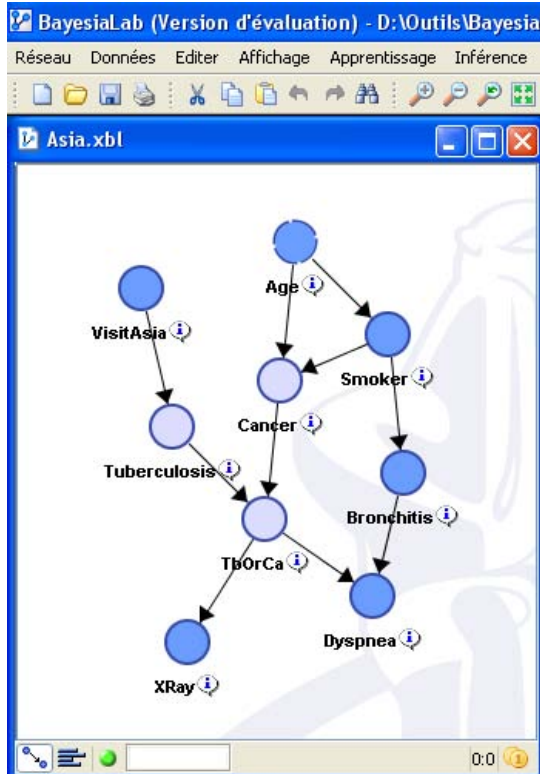 BayesiaLab (Version d'évaluation) - D:\Outils\Bayesia
Réseau Données Editer Affichage Apprentissage Inférence
Asia.xbl
Age
VisitAsia
Smoker
Cancer
Tuberculosis
Bronchitis
TbOrCa
Dyspnea
XRay
0:0